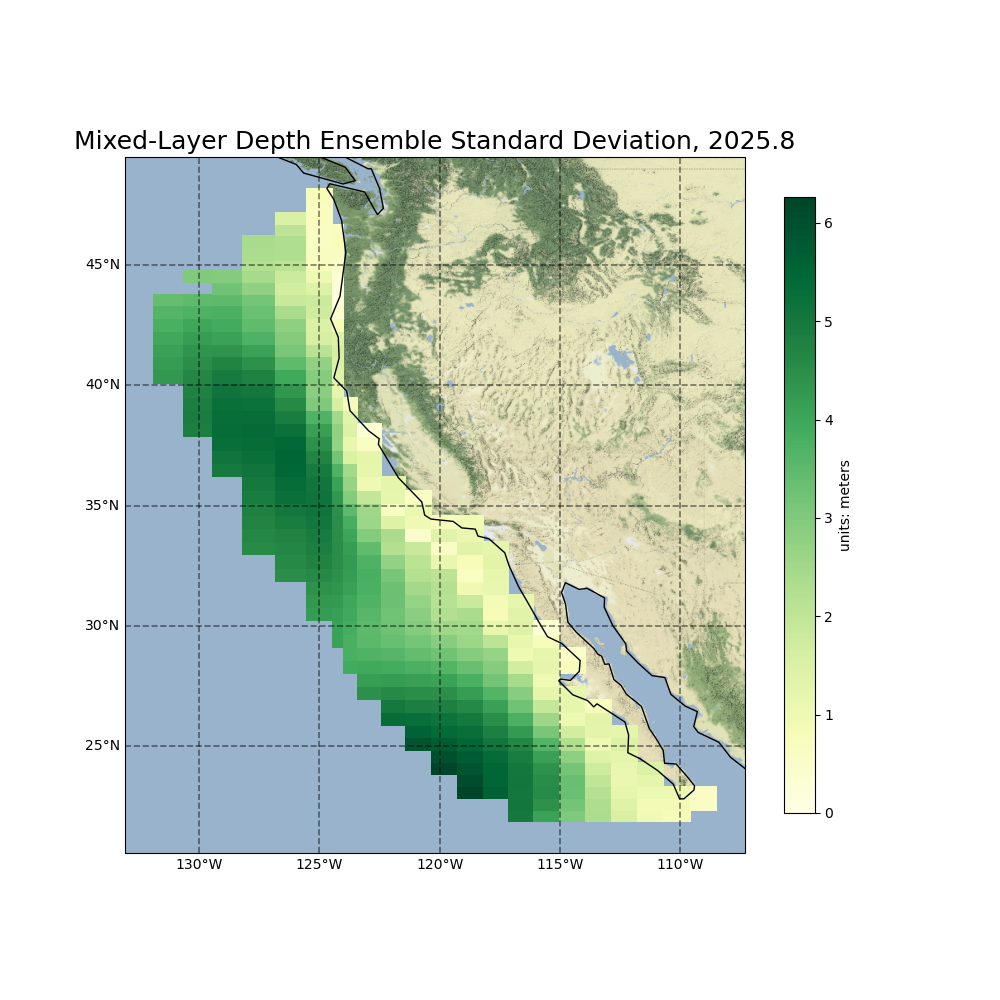 Mixed-Layer Depth Ensemble Standard Deviation, 2025.8
45°N
40°N
35°N
30°N
25°N
130°W
125°W
120°W
115°W
110°W
6
5
4
3
2
1
0
units: meters